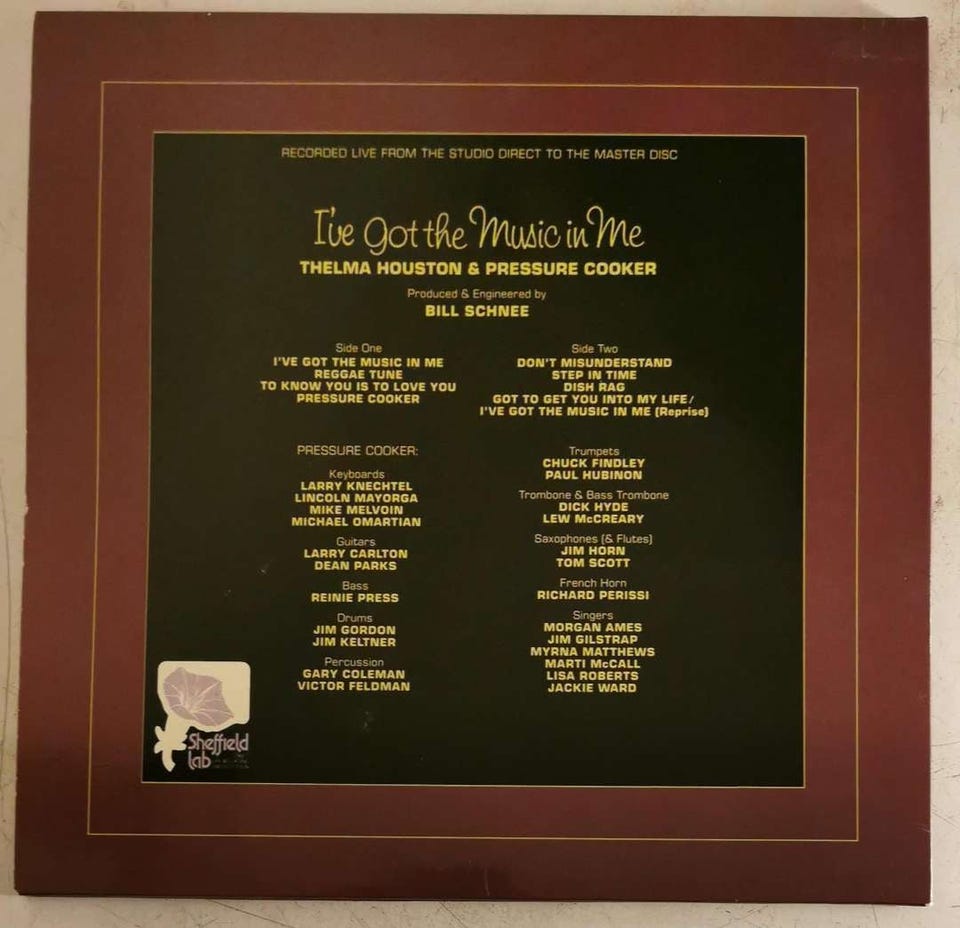 RECORDED LIVE FROM THE STUDIO DIRECT TO THE MASTER DISC
I've Got the Music in Me
THELMA HOUSTON & PRESSURE COOKER
Produced & Engineered by
BILL SCHNEE
Side One
I'VE GOT THE MUSIC IN ME
REGGAE TUNE
TO KNOW YOU IS TO LOVE YOU
PRESSURE COOKER
Side Two
DON'T MISUNDERSTAND
STEP IN TIME
DISH RAG
GOT TO GET YOU INTO MY LIFE/
I'VE GOT THE MUSIC IN ME (Reprise)
PRESSURE COOKER:
Keyboards
LARRY KNECHTEL
LINCOLN MAYORGA
MIKE MELVOIN
MICHAEL OMARTIAN
Guitars
LARRY CARLTON
DEAN PARKS
Bass
REINIE PRESS
Drums
JIM GORDON
JIM KELTNER
Percussion
GARY COLEMAN
VICTOR FELDMAN
Trumpets
CHUCK FINDLEY
PAUL HUBINON
Trombone & Bass Trombone
DICK HYDE
LEW McCREARY
Saxophones (& Flutes)
JIM HORN
TOM SCOTT
French Horn
RICHARD PERISSI
Singers
MORGAN AMES
JIM GILSTRAP
MYRNA MATTHEWS
MARTI McCALL
LISA ROBERTS
JACKIE WARD
Sheffield
lab